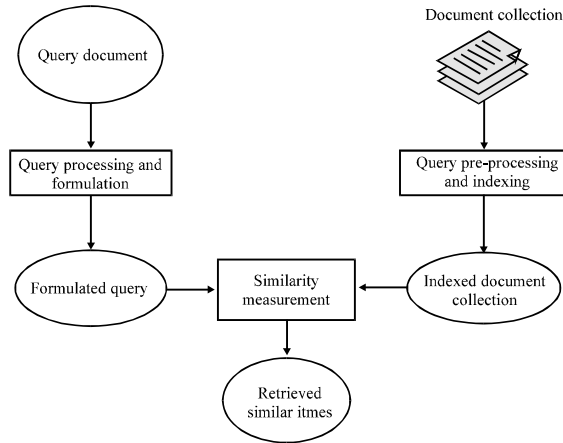 Document collection
Query document
Query processing and
formulation
Query pre-processing
and indexing
Formulated query
Similarity
measurement
Indexed document
collection
Retrieved
similar itmes